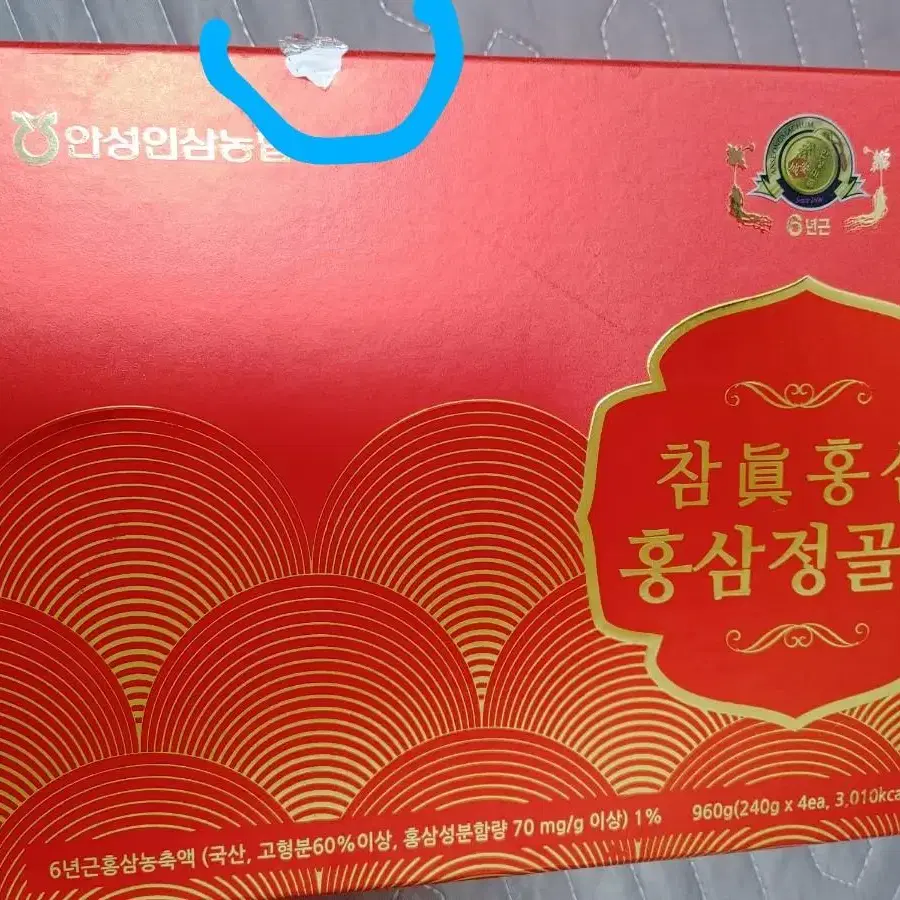 안성인삼농협
6년근
참眞홍삼
홍삼정골
6년근홍삼농축액 (국산, 고형분60%이상, 홍삼성분함량 70 mg/g 이상) 1%
960g(240g x 4ea, 3,010kca